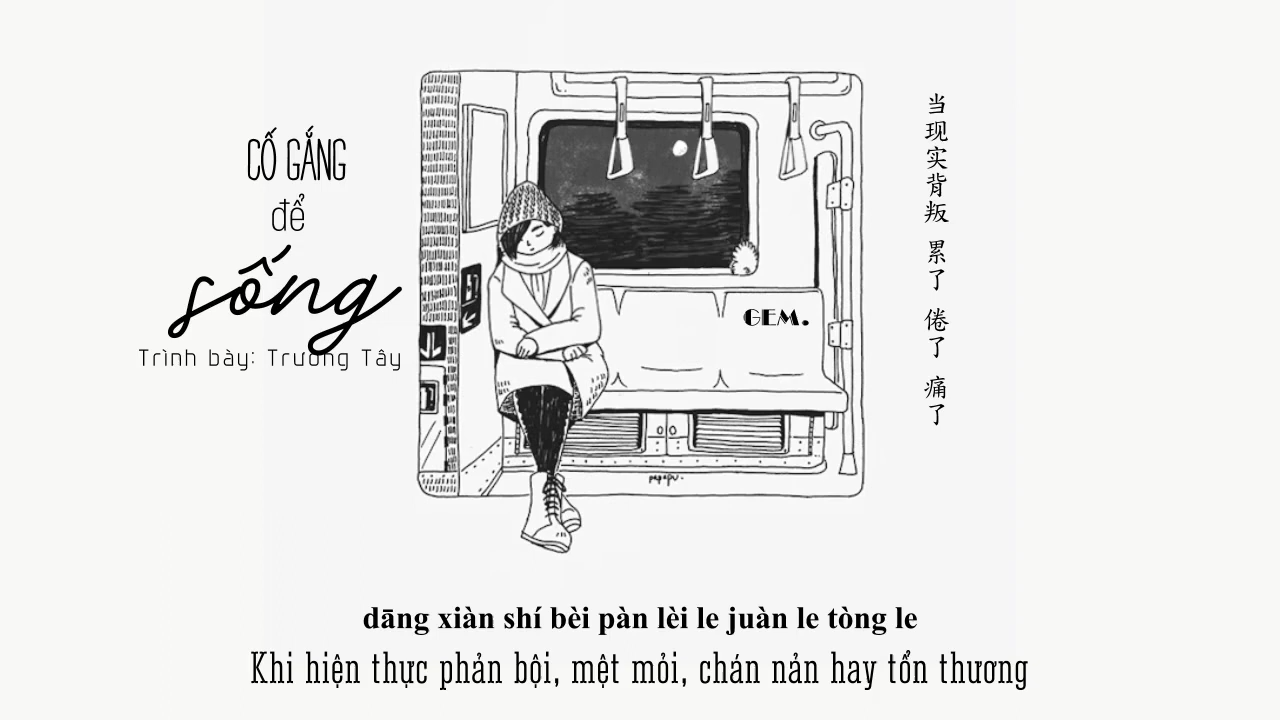 CỐ GẮNG
để
sống
Trình bày: Trương Tây
GEM.
当现实背叛 累了 倦了 痛了
pepepu.
dāng xiàn shí bèi pàn lèi le juàn le tòng le
Khi hiện thực phản bội, mệt mỏi, chán nản hay tổn thương